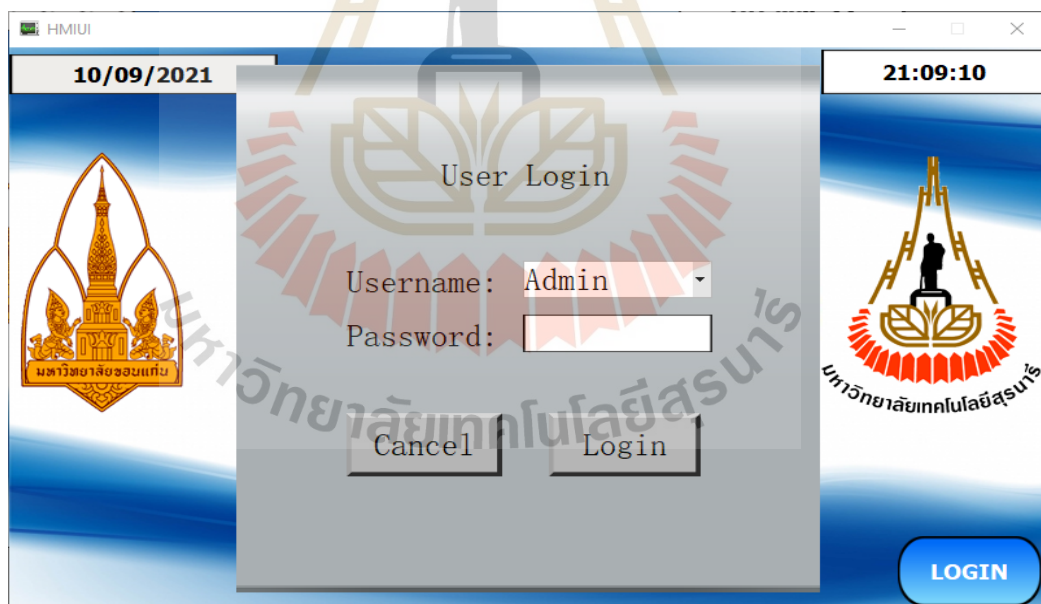 HMIUI
10/09/2021
21:09:10
User Login
Username: Admin
Password:
Cancel
Login
มหาวิทยาลัยขอนแก่น
มหาวิทยาลัยเทคโนโลยีสุรนารี
มหาวิทยาลัยเทคโนโลยีสุรนารี
LOGIN